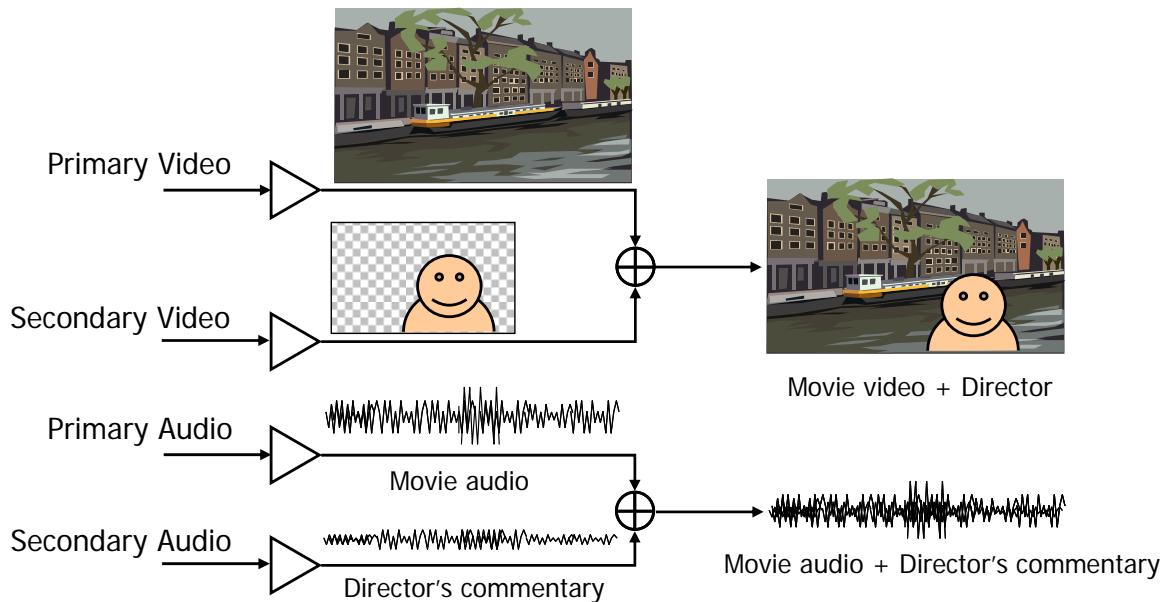 Primary Video
Secondary Video
Movie video + Director
Primary Audio
Movie audio
Secondary Audio
Director's commentary
Movie audio + Director's commentary